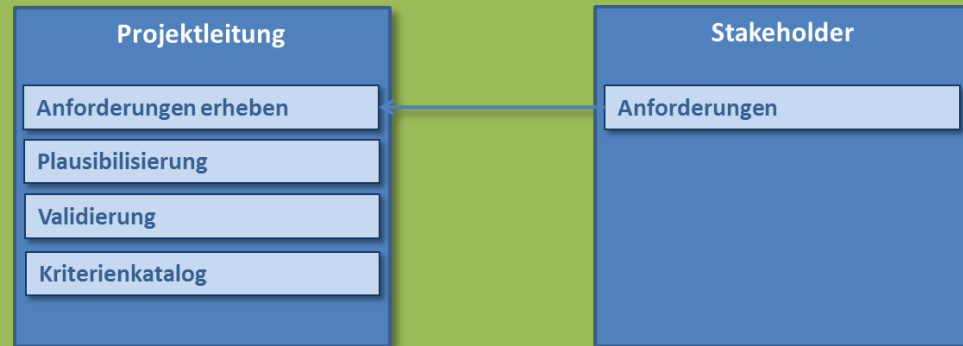 Projektleitung
Anforderungen erheben
Plausibilisierung
Validierung
Kriterienkatalog
Stakeholder
Anforderungen